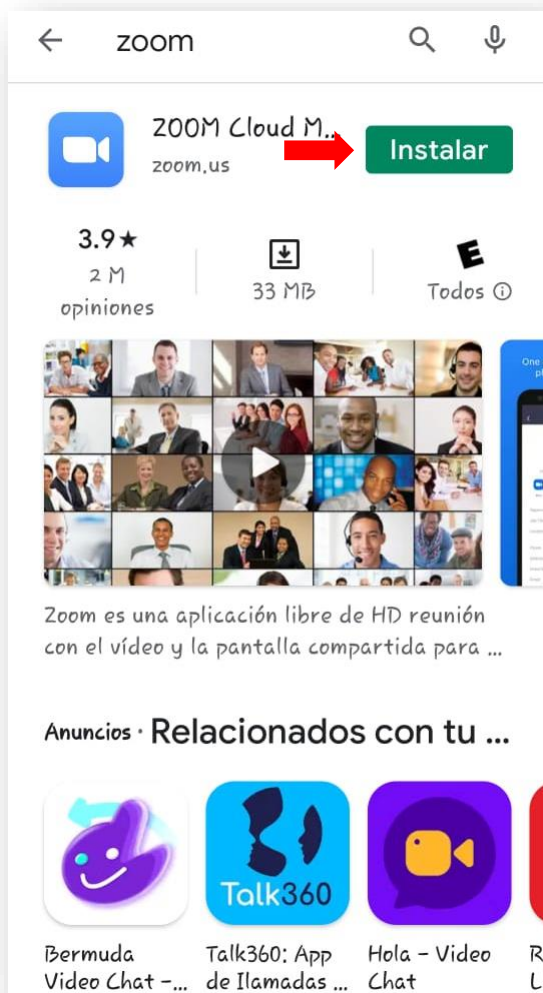 zoom
ZOOM Cloud M...
zoom.us
Instalar
3.9★
2 M
opiniones
33 MB
E
Todos
Zoom es una aplicación libre de HD reunión
con el vídeo y la pantalla compartida para ...
Anuncios · Relacionados con tu ...
Talk360
Bermuda
Video Chat -...
Talk360: App
de llamadas ...
Hola - Video
Chat